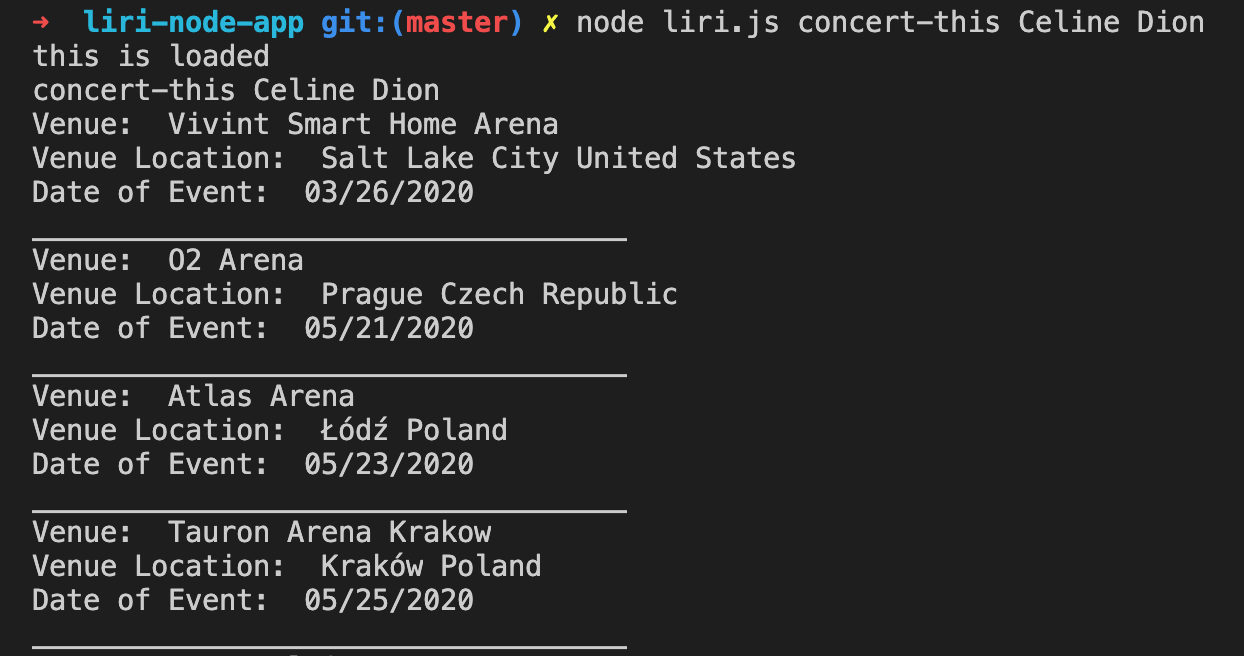 ➜  liri-node-app git:(master) ✗ node liri.js concert-this Celine Dion
this is loaded
concert-this Celine Dion
Venue:  Vivint Smart Home Arena
Venue Location:  Salt Lake City United States
Date of Event:  03/26/2020
___________________________________
Venue:  O2 Arena
Venue Location:  Prague Czech Republic
Date of Event:  05/21/2020
___________________________________
Venue:  Atlas Arena
Venue Location:  Łódź Poland
Date of Event:  05/23/2020
___________________________________
Venue:  Tauron Arena Krakow
Venue Location:  Kraków Poland
Date of Event:  05/25/2020
___________________________________